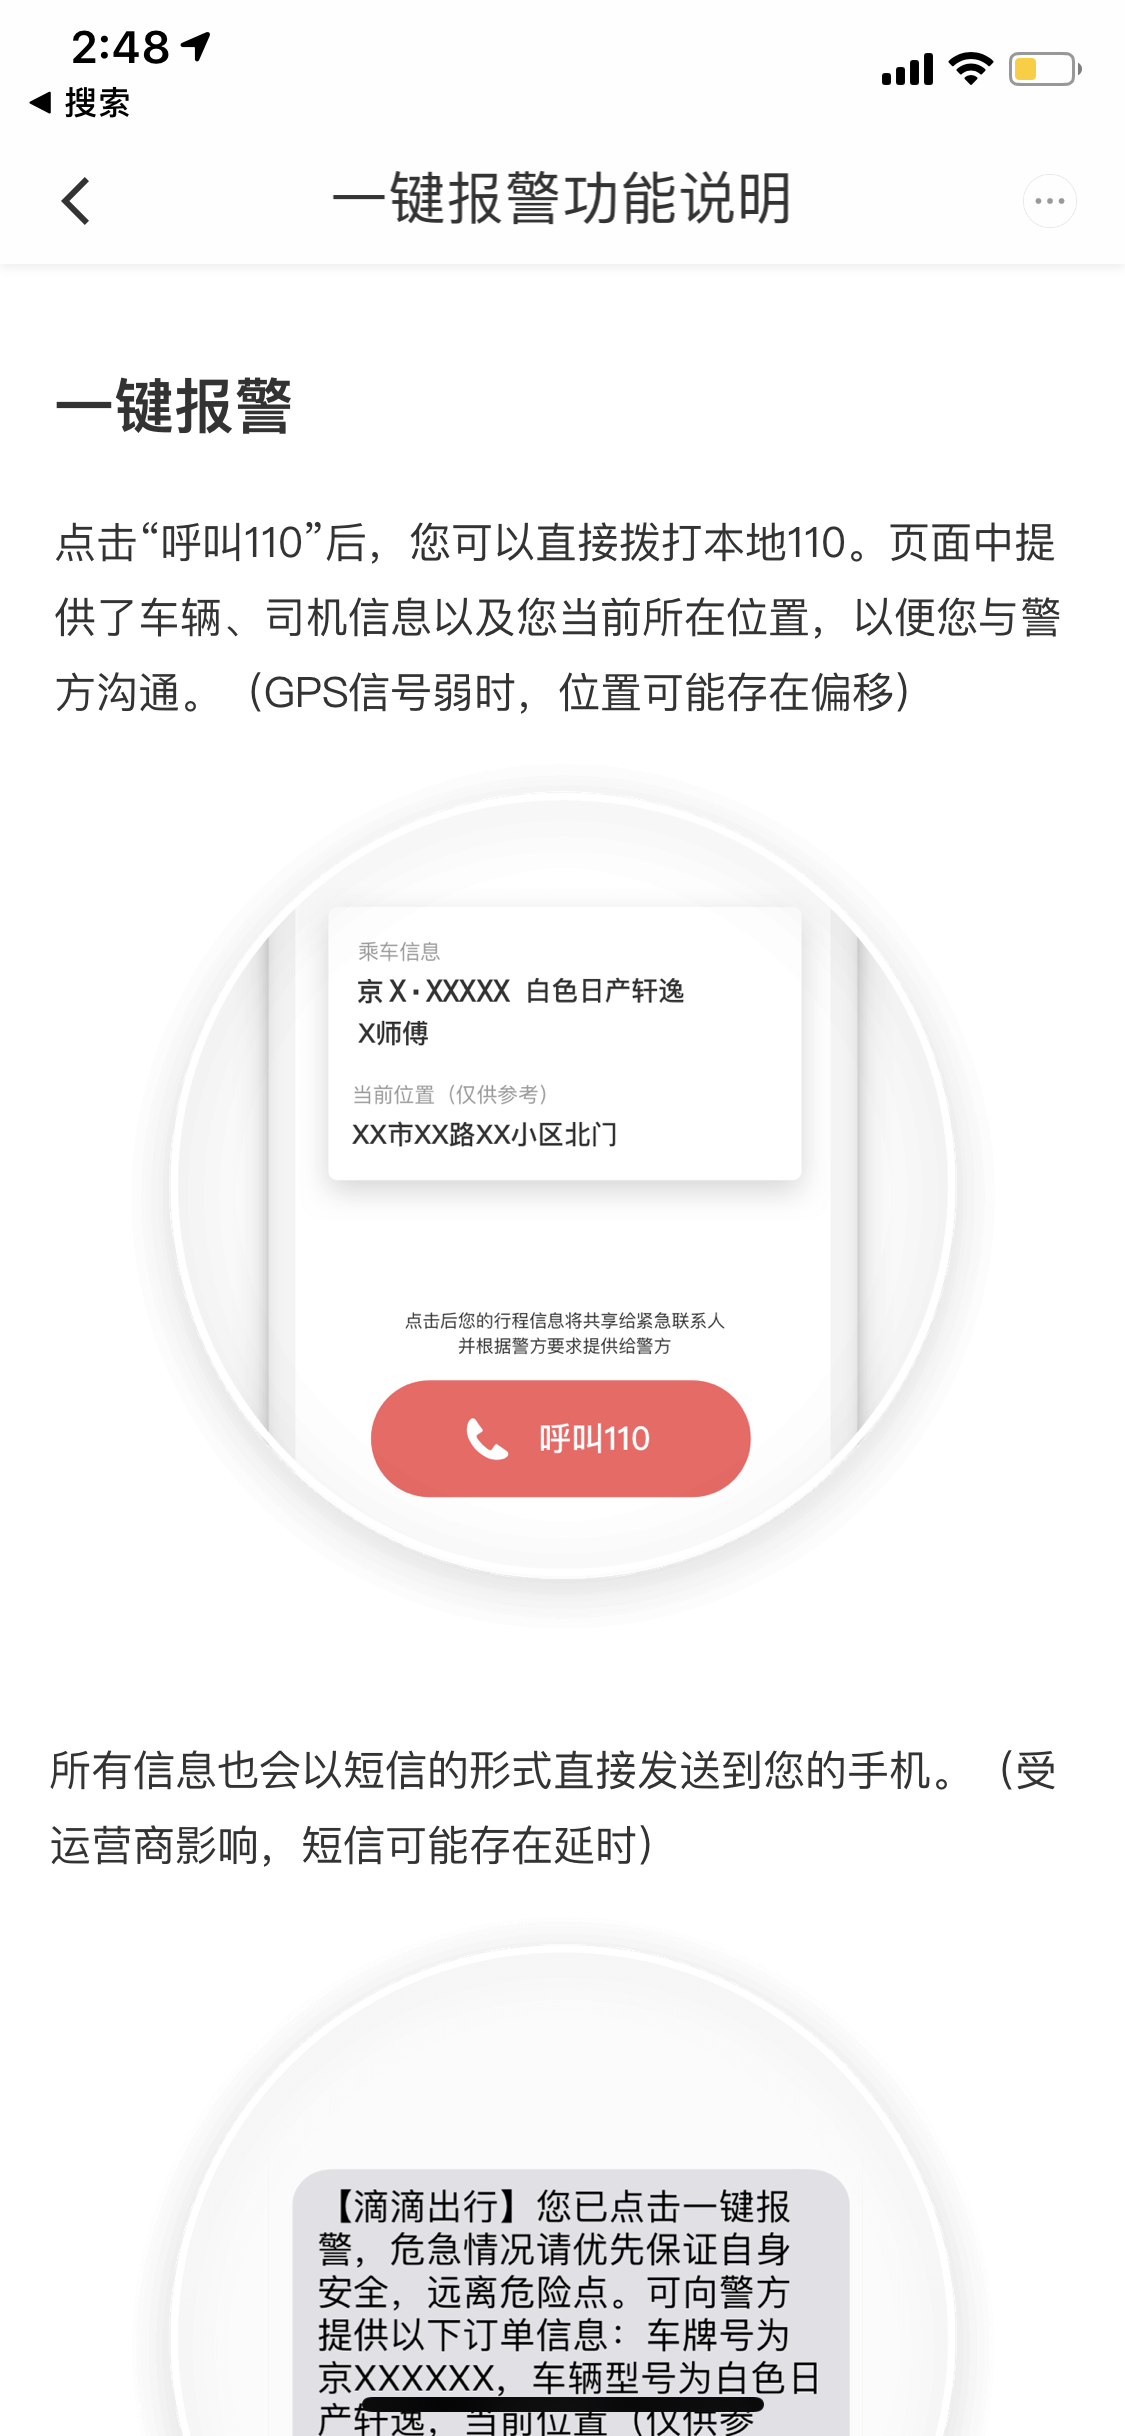 2:48
搜索
一键报警功能说明
一键报警
点击“呼叫110”后，您可以直接拨打本地110。页面中提
供了车辆、司机信息以及您当前所在位置，以便您与警
方沟通。（GPS信号弱时，位置可能存在偏移）
乘车信息
京 X · XXXXX 白色日产轩逸
X师傅
当前位置（仅供参考）
XX市XX路XX小区北门
点击后您的行程信息将共享给紧急联系人
并根据警方要求提供给警方
呼叫110
所有信息也会以短信的形式直接发送到您的手机。（受
运营商影响，短信可能存在延时）
【滴滴出行】您已点击一键报
警，危急情况请优先保证自身
安全，远离危险点。可向警方
提供以下订单信息：车牌号为
京XXXXXX，车辆型号为白色日
产轩逸，当前位置（仅供参